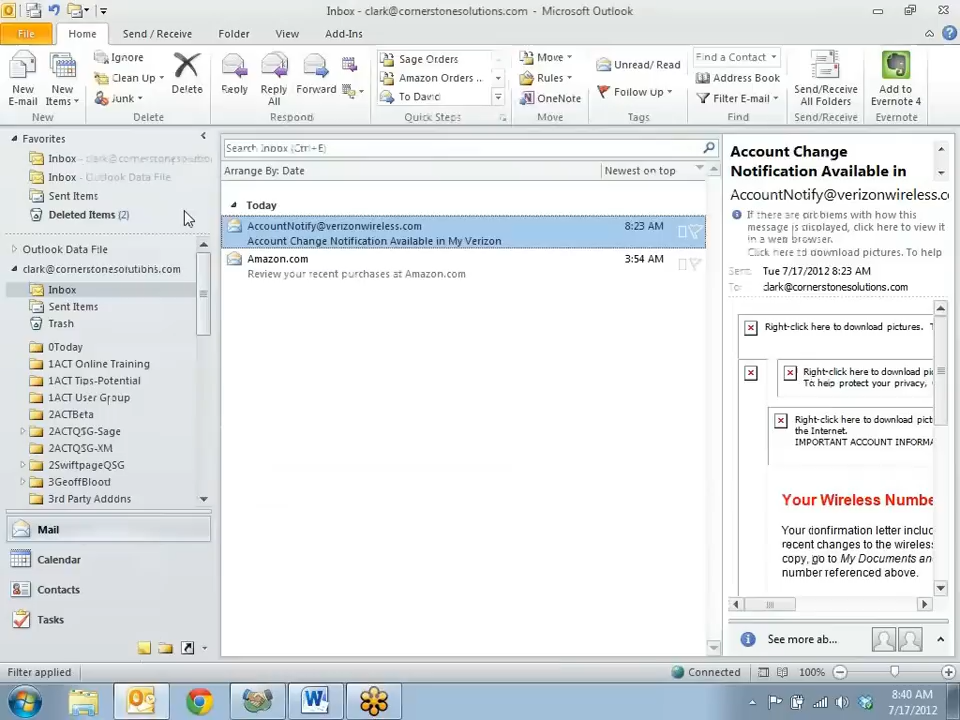 Inbox - clark@cornerstonesolutions.com - Microsoft Outlook
File Home Send / Receive Folder View Add-Ins
New E-mail
New Items
Ignore
Clean Up
Junk
Delete
Reply
Reply All
Forward
Sage Orders
Amazon Orders ..
To David
Move
Rules
OneNote
Unread/ Read
Follow Up
Find a Contact
Address Book
Filter E-mail
Send/Receive All Folders
Add to Evernote 4
New Delete Respond Quick Steps Move Tags Find Send/Receive Evernote
Favorites
Inbox - clark@cornerstonesolutio
Inbox - Outlook Data File
Sent Items
Deleted Items (2)
Outlook Data File
clark@cornerstonesolutions.com
Inbox
Sent Items
Trash
0Today
1ACT Online Training
1ACT Tips-Potential
1ACT User Group
2ACTBeta
2ACTQSG-Sage
2ACTQSG-XM
2SwiftpageQSG
3GeoffBlood
3rd Party Addons
Mail
Calendar
Contacts
Tasks
Search Inbox (Ctrl+E)
Arrange By: Date Newest on top
Today
AccountNotify@verizonwireless.com 8:23 AM
Account Change Notification Available in My Verizon
Amazon.com 3:54 AM
Review your recent purchases at Amazon.com
Account Change
Notification Available in
AccountNotify@verizonwireless.co
If there are problems with how this
message is displayed, click here to view it
in a web browser.
Click here to download pictures. To help
Sent: Tue 7/17/2012 8:23 AM
To: clark@cornerstonesolutions.com
Right-click here to download pictures. T
Right-click here to download pic
To help protect your privacy,
Right-click here to download pict
the Internet.
IMPORTANT ACCOUNT INFORMA
Your Wireless Numbe
Your confirmation letter includ
recent changes to the wireless
copy, go to My Documents an
number referenced above.
See more ab...
Filter applied Connected 100%
8:40 AM
7/17/2012